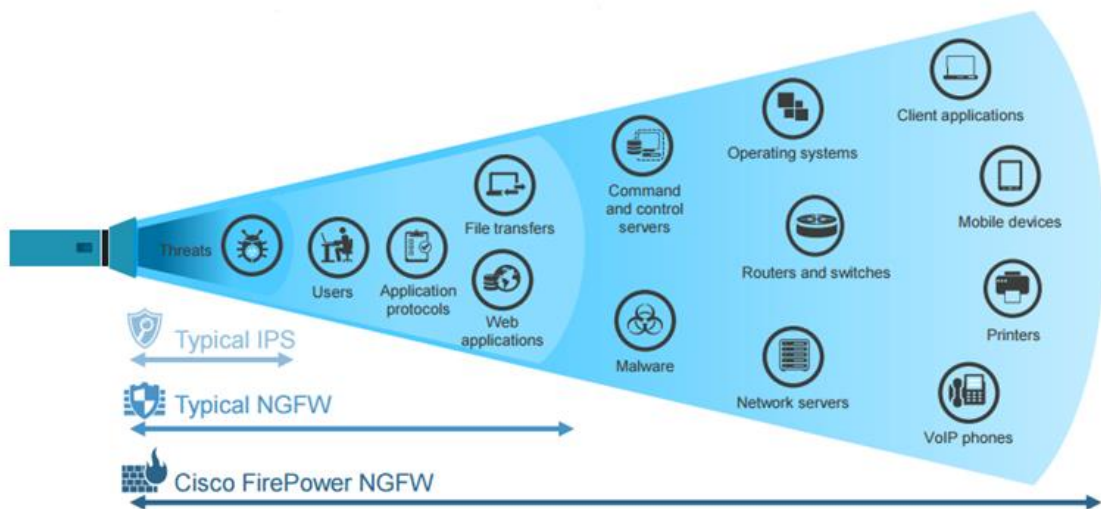 Client applications
Operating systems
Command
and control
servers
Mobile devices
File transfers
Threats
Routers and switches
Users
Application
protocols
Web
applications
Printers
Malware
Network servers
VoIP phones
Typical IPS
Typical NGFW
Cisco FirePower NGFW